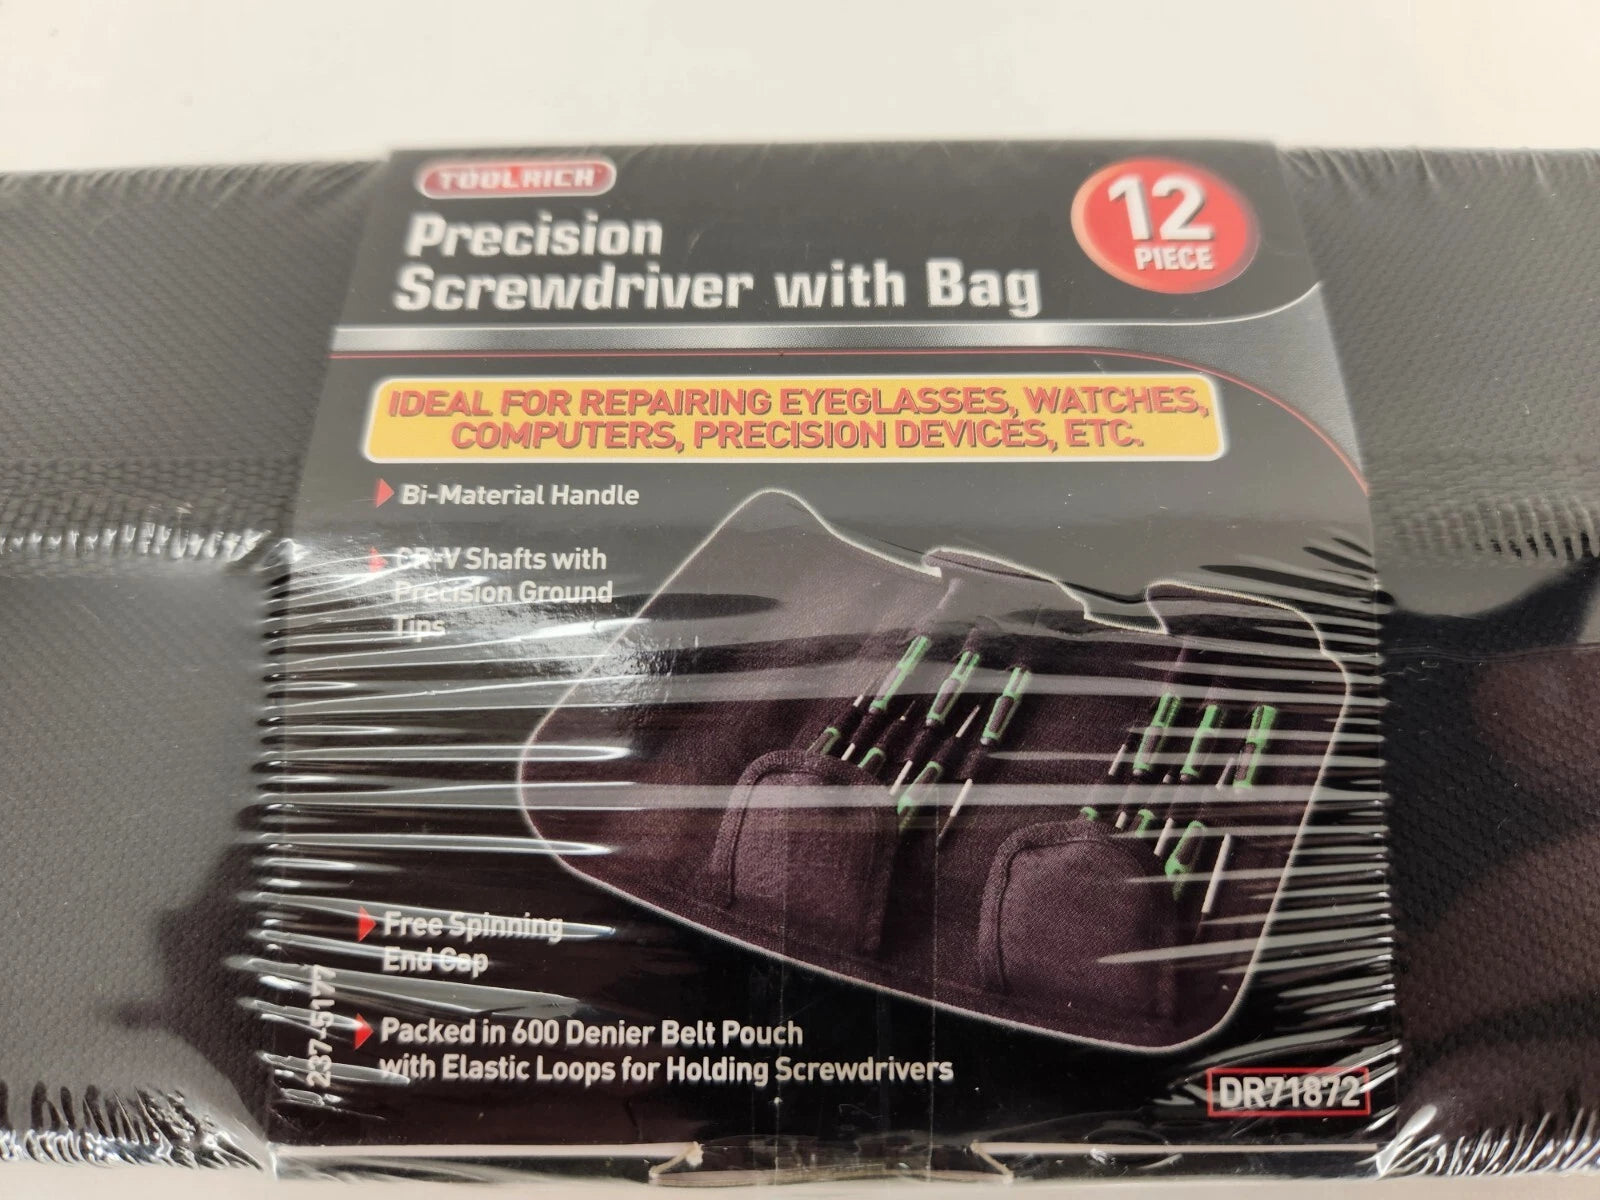 TOOLRICH
Precision
Screwdriver with Bag
12
PIECE
IDEAL FOR REPAIRING EYEGLASSES, WATCHES,
COMPUTERS, PRECISION DEVICES, ETC.
Bi-Material Handle
CR-V Shafts with
Precision Ground
Tips
Free Spinning
End Cap
Packed in 600 Denier Belt Pouch
with Elastic Loops for Holding Screwdrivers
237-5177
DR71872